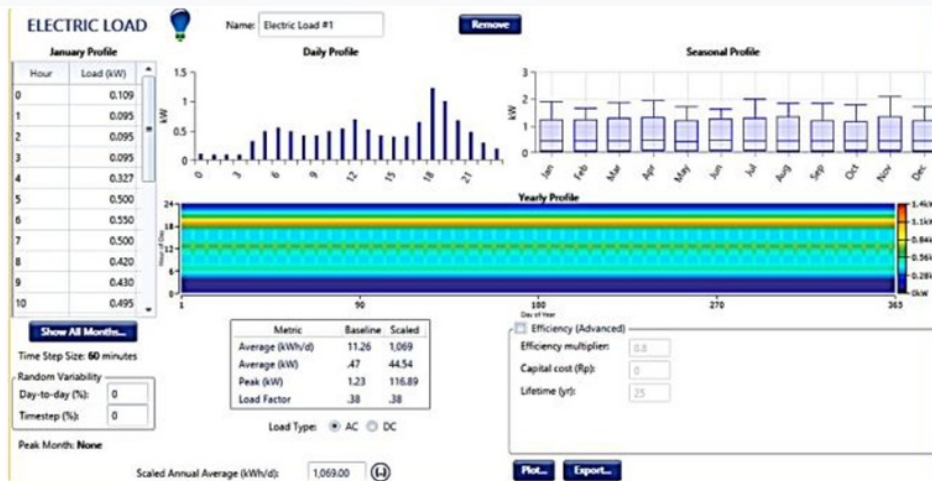 ELECTRIC LOAD
Name: Electric Load #1
Remove
January Profile
Hour Load (kW)
0 0.109
1 0.095
2 0.095
3 0.095
4 0.327
5 0.500
6 0.550
7 0.500
8 0.420
9 0.430
10 0.495
Show All Months...
Time Step Size: 60 minutes
Random Variability
Day-to-day (%): 0
Timestep (%): 0
Peak Month: None
Daily Profile
kW
1.5
1
0.5
0
0 3 6 9 12 15 18 21
Seasonal Profile
kW
3
2
1
0
Jan Feb Mar Apr May Jun Jul Aug Sep Oct Nov Dec
Yearly Profile
Hour of Day
24
18
12
6
0
1 90 180 270 365
Day of Year
1.4k
1.1k
0.84k
0.56k
0.28k
0kW
Metric Baseline Scaled
Average (kWh/d) 11.26 1,069
Average (kW) .47 44.54
Peak (kW) 1.23 116.89
Load Factor .38 .38
Load Type: AC DC
Scaled Annual Average (kWh/d): 1,069.00 {..}
Efficiency (Advanced)
Efficiency multiplier: 0.8
Capital cost (Rp): 0
Lifetime (yr): 25
Plot... Export...